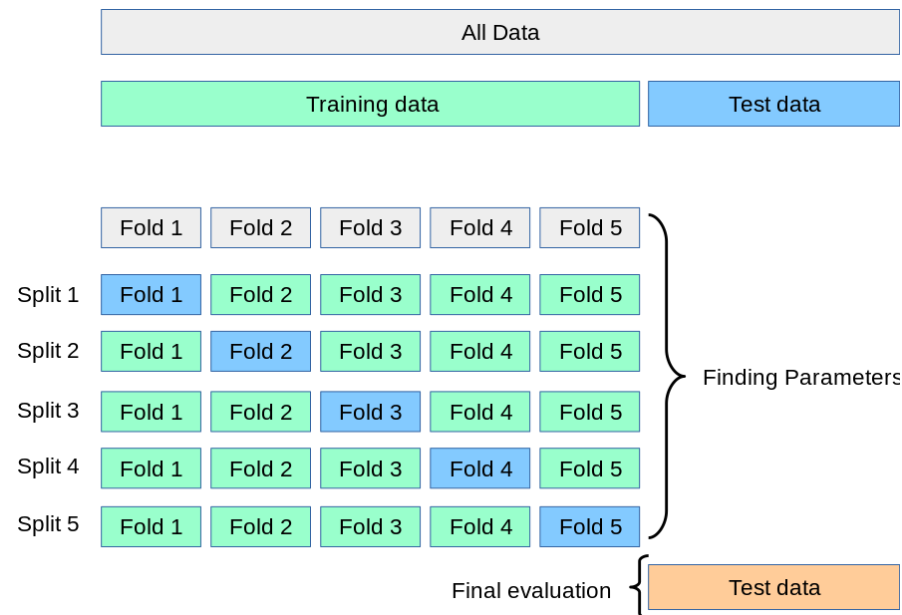 All Data
Training data Test data
Fold 1 Fold 2 Fold 3 Fold 4 Fold 5
Split 1 Fold 1 Fold 2 Fold 3 Fold 4 Fold 5
Split 2 Fold 1 Fold 2 Fold 3 Fold 4 Fold 5
Finding Parameters
Split 3 Fold 1 Fold 2 Fold 3 Fold 4 Fold 5
Split 4 Fold 1 Fold 2 Fold 3 Fold 4 Fold 5
Split 5 Fold 1 Fold 2 Fold 3 Fold 4 Fold 5
Final evaluation Test data